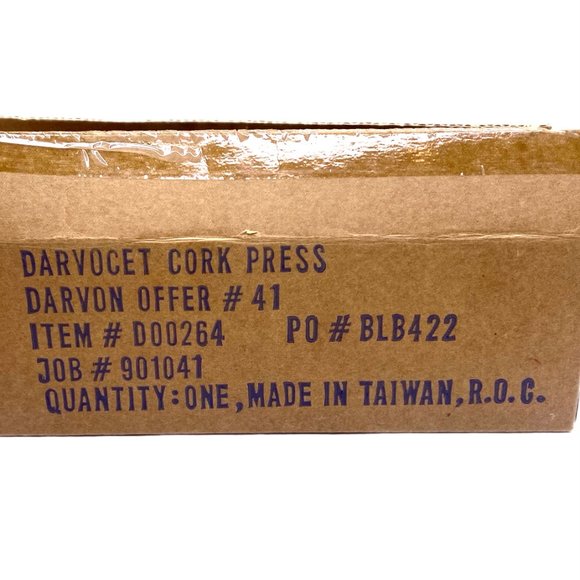 DARVOCET CORK PRESS
DARVON OFFER # 41
ITEM # D00264 PO # BLB422
JOB # 901041
QUANTITY: ONE, MADE IN TAIWAN, R.O.C.